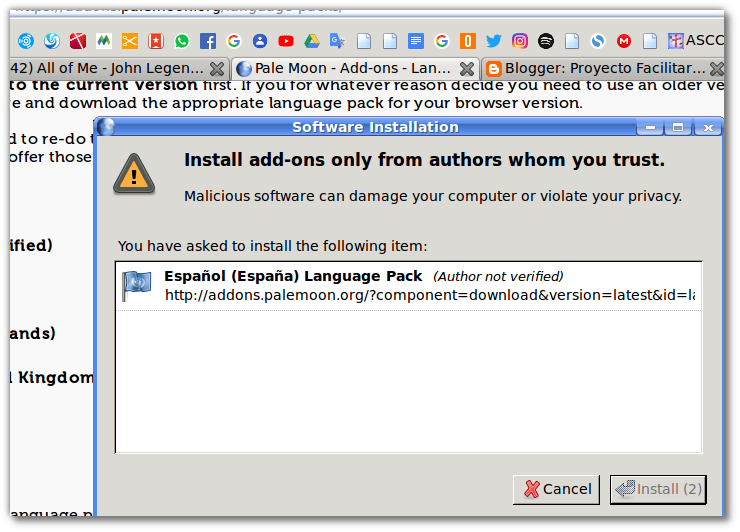 ASCC
42) All of Me - John Legen...
Pale Moon - Add-ons - Lan...
Blogger: Proyecto Facilitar...
to the current version first. If you for whatever reason decide you need to use an older ve
e and download the appropriate language pack for your browser version.
d to re-do t
offer those
Software Installation
Install add-ons only from authors whom you trust.
Malicious software can damage your computer or violate your privacy.
You have asked to install the following item:
ified)
Español (España) Language Pack (Author not verified)
http://addons.palemoon.org/?component=download&version=latest&id=la
ands)
Kingdom
Cancel
Install (2)
anguage p